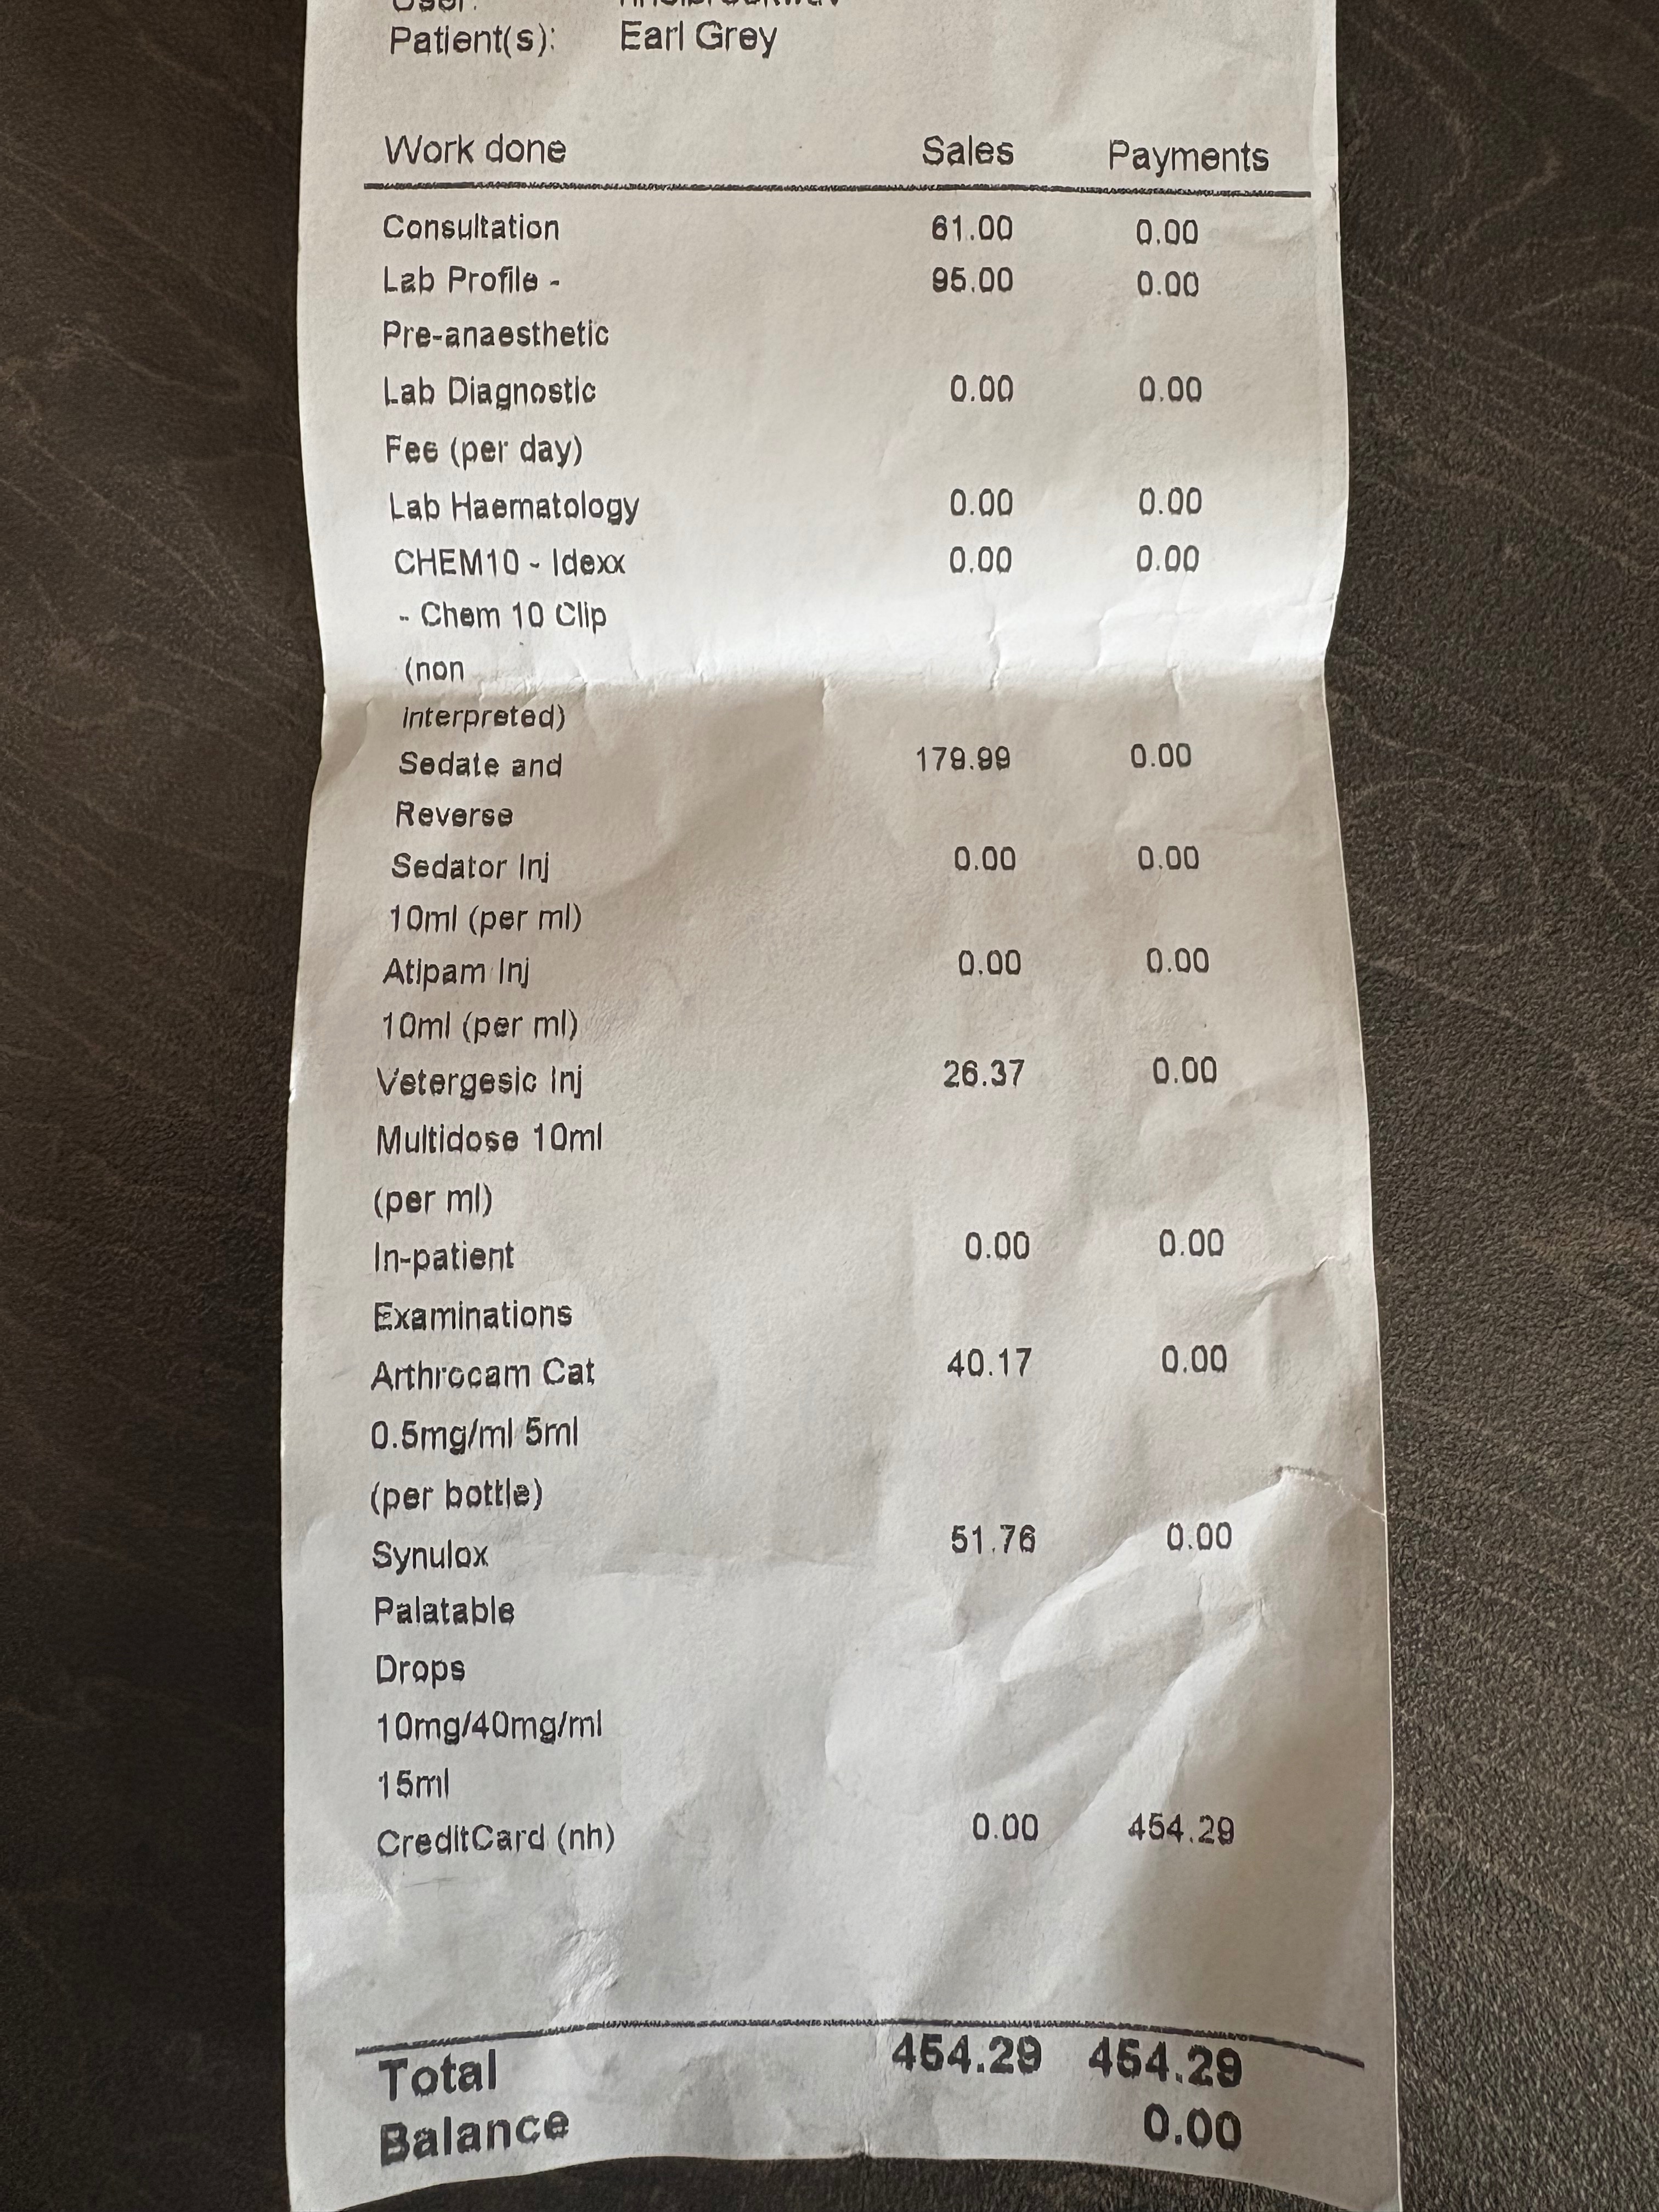 Patient(s): Earl Grey
Work done Sales Payments
Consultation 61.00 0.00
Lab Profile - 95.00 0.00
Pre-anaesthetic
Lab Diagnostic 0.00 0.00
Fee (per day)
Lab Haematology 0.00 0.00
CHEM10 - Idexx 0.00 0.00
- Chem 10 Clip
(non
interpreted)
Sedate and 179.99 0.00
Reverse
Sedator Inj 0.00 0.00
10ml (per ml)
Atipam Inj 0.00 0.00
10ml (per ml)
Vetergesic Inj 26.37 0.00
Multidose 10ml
(per ml)
In-patient 0.00 0.00
Examinations
Arthrocam Cat 40.17 0.00
0.5mg/ml 5ml
(per bottle)
Synulox 51.76 0.00
Palatable
Drops
10mg/40mg/ml
15ml
CreditCard (nh) 0.00 454.29
Total 454.29 454.29
Balance 0.00